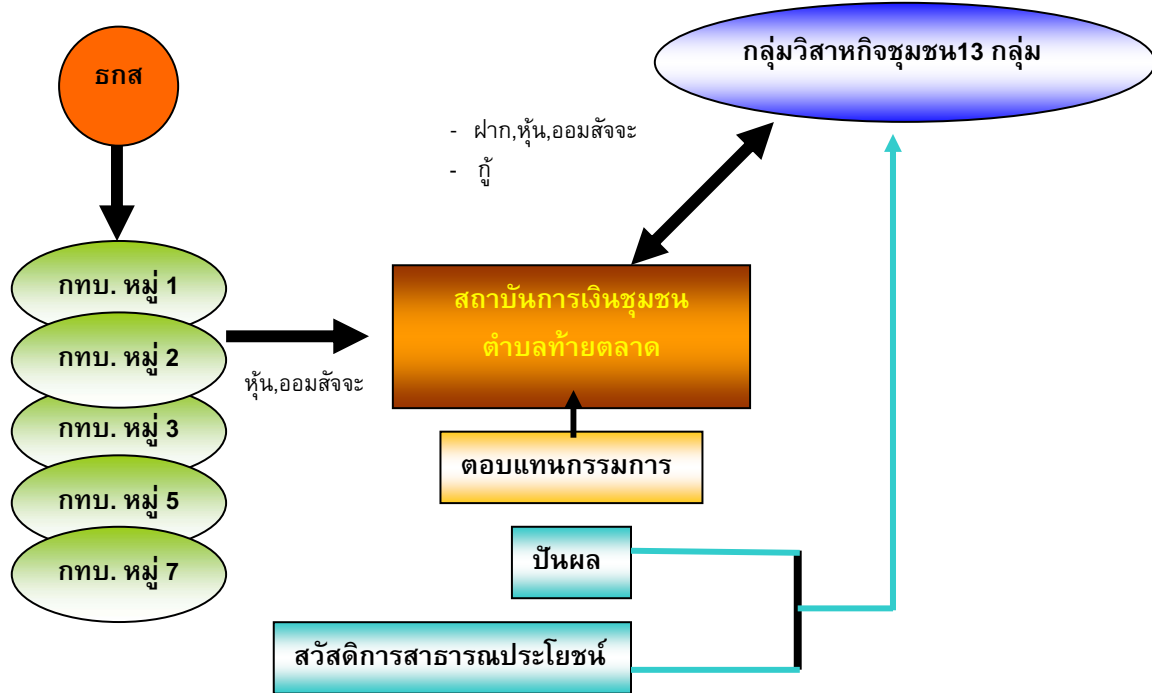 ธกส
กลุ่มวิสาหกิจชุมชน13 กลุ่ม
- ฝาก,หุ้น,ออมสัจจะ
- กู้
กทบ. หมู่ 1
กทบ. หมู่ 2
กทบ. หมู่ 3
กทบ. หมู่ 5
กทบ. หมู่ 7
หุ้น,ออมสัจจะ
สถาบันการเงินชุมชน
ตำบลท้ายตลาด
ตอบแทนกรรมการ
ปันผล
สวัสดิการสาธารณประโยชน์